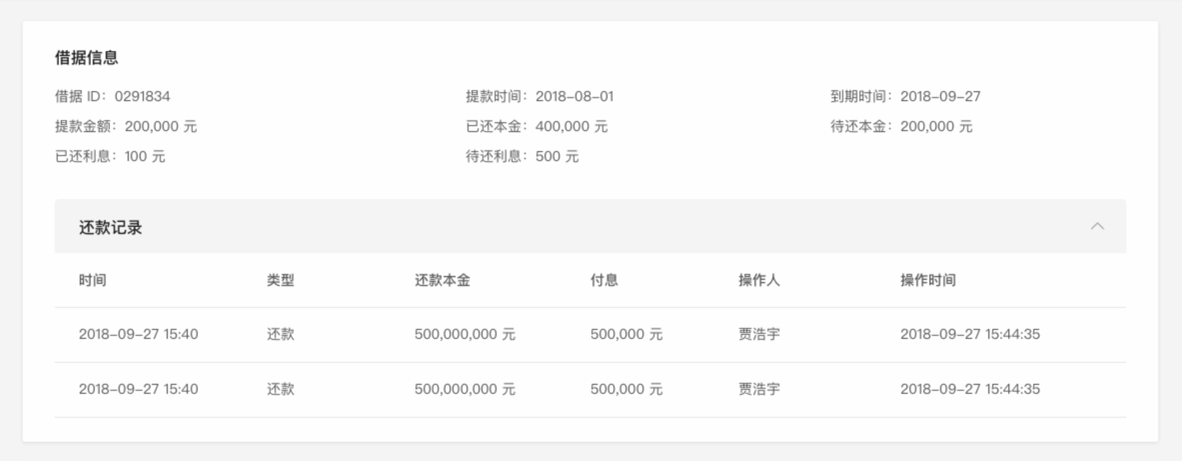 借据信息
借据 ID：0291834 提款时间：2018-08-01 到期时间：2018-09-27
提款金额：200,000 元 已还本金：400,000 元 待还本金：200,000 元
已还利息：100 元 待还利息：500 元
还款记录
时间 类型 还款本金 付息 操作人 操作时间
2018-09-27 15:40 还款 500,000,000 元 500,000 元 贾浩宇 2018-09-27 15:44:35
2018-09-27 15:40 还款 500,000,000 元 500,000 元 贾浩宇 2018-09-27 15:44:35